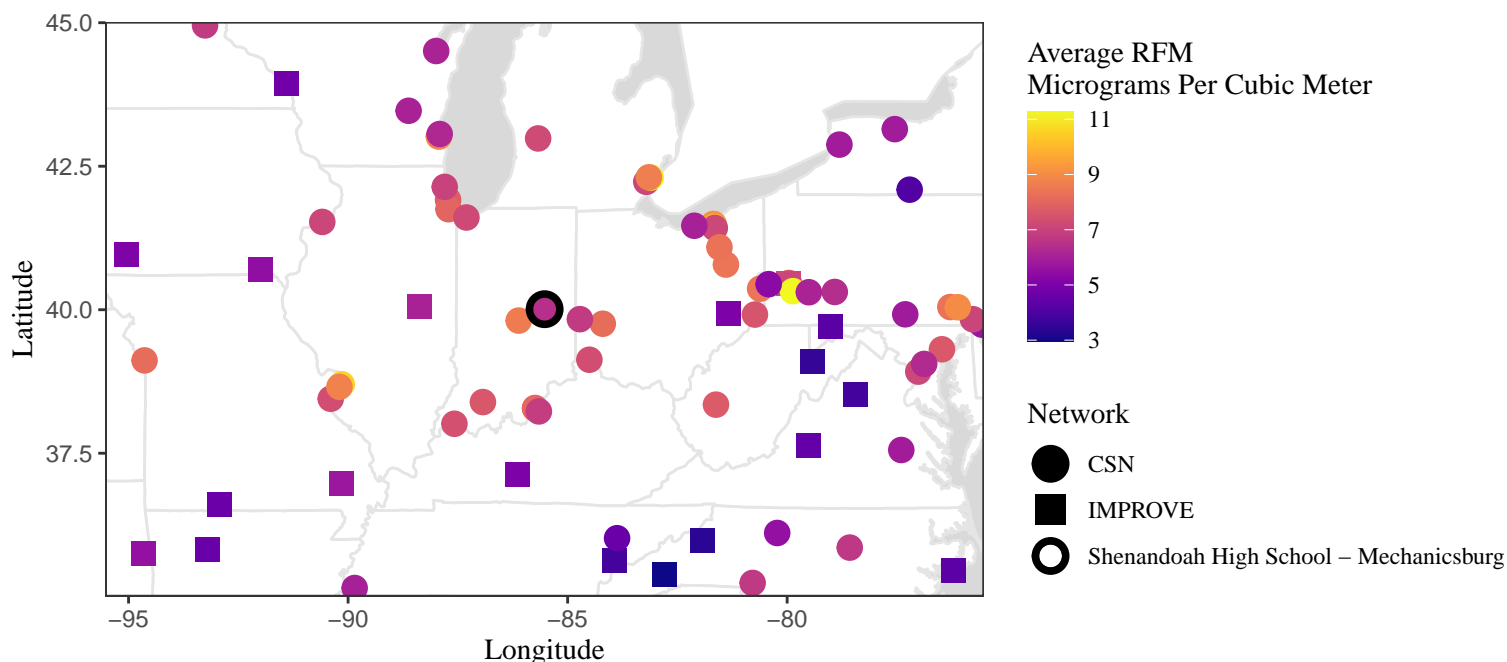 45.0
42.5
40.0
37.5
Latitude
−95
−90
−85
−80
Longitude
Average RFM
Micrograms Per Cubic Meter
11
9
7
5
3
Network
CSN
IMPROVE
Shenandoah High School − Mechanicsburg